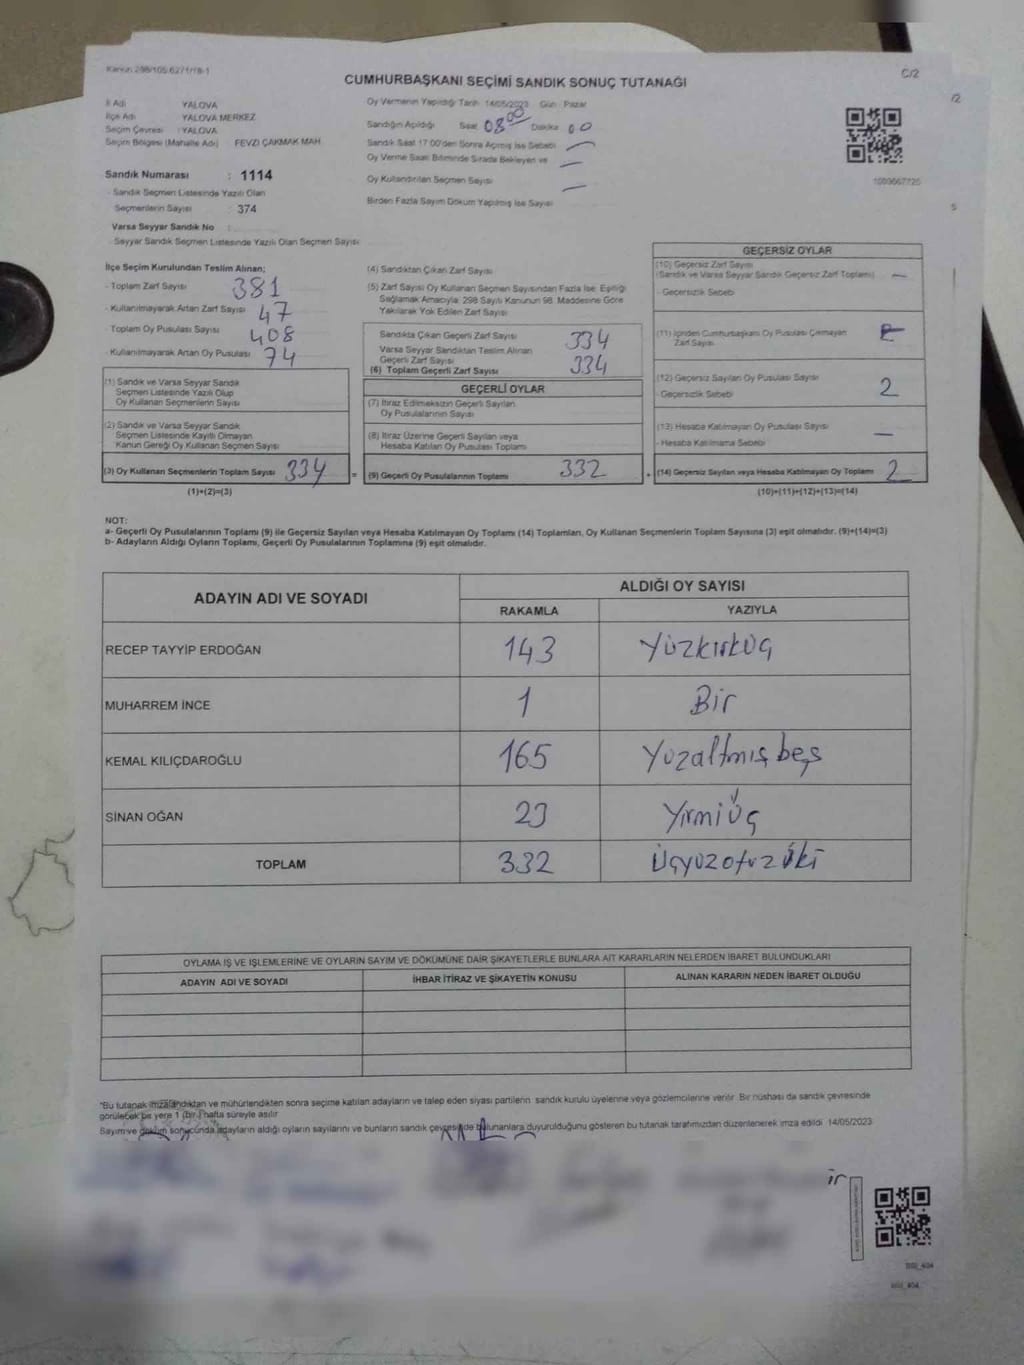 Kanun 298/105.6271/18-1
C/2
/2
CUMHURBAŞKANI SEÇİMİ SANDIK SONUÇ TUTANAĞI
İl Adı YALOVA
İlçe Adı YALOVA MERKEZ
Seçim Çevresi : YALOVA
Seçim Bölgesi (Mahalle Adı) FEVZİ ÇAKMAK MAH.
Sandık Numarası : 1114
- Sandık Seçmen Listesinde Yazılı Olan
Seçmenlerin Sayısı : 374
Varsa Seyyar Sandık No :
- Seyyar Sandık Seçmen Listesinde Yazılı Olan Seçmen Sayısı
Oy Vermenin Yapıldığı Tarih 14/05/2023 Gün : Pazar
Sandığın Açıldığı Saat 08 00 Dakika 00
Sandık Saat 17:00'den Sonra Açılmış İse Sebebi —
Oy Verme Saati Bitiminde Sırada Bekleyen ve —
Oy Kullandırılan Seçmen Sayısı —
Birden Fazla Sayım Döküm Yapılmış İse Sayısı
1009667725
5
İlçe Seçim Kurulundan Teslim Alınan;
- Toplam Zarf Sayısı 381
- Kullanılmayarak Artan Zarf Sayısı 47
- Toplam Oy Pusulası Sayısı 408
- Kullanılmayarak Artan Oy Pusulası 74
(1) Sandık ve Varsa Seyyar Sandık
Seçmen Listesinde Yazılı Olup
Oy Kullanan Seçmenlerin Sayısı
(2) Sandık ve Varsa Seyyar Sandık
Seçmen Listesinde Kayıtlı Olmayan
Kanun Gereği Oy Kullanan Seçmen Sayısı
(3) Oy Kullanan Seçmenlerin Toplam Sayısı 334 =
(1)+(2)=(3)
(4) Sandıktan Çıkan Zarf Sayısı
(5) Zarf Sayısı Oy Kullanan Seçmen Sayısından Fazla İse; Eşitliği
Sağlamak Amacıyla; 298 Sayılı Kanunun 98. Maddesine Göre
Yakılarak Yok Edilen Zarf Sayısı
Sandıkta Çıkan Geçerli Zarf Sayısı 334
Varsa Seyyar Sandıktan Teslim Alınan
Geçerli Zarf Sayısı
(6) Toplam Geçerli Zarf Sayısı 334
GEÇERLİ OYLAR
(7) İtiraz Edilmeksizin Geçerli Sayılan
Oy Pusulalarının Sayısı
(8) İtiraz Üzerine Geçerli Sayılan veya
Hesaba Katılan Oy Pusulası Toplamı
(9) Geçerli Oy Pusulalarının Toplamı 332 +
GEÇERSİZ OYLAR
(10) Geçersiz Zarf Sayısı
(Sandık ve Varsa Seyyar Sandık Geçersiz Zarf Toplamı) —
- Geçersizlik Sebebi
(11) İçinden Cumhurbaşkanı Oy Pusulası Çıkmayan
Zarf Sayısı
(12) Geçersiz Sayılan Oy Pusulası Sayısı 2
- Geçersizlik Sebebi
(13) Hesaba Katılmayan Oy Pusulası Sayısı —
- Hesaba Katılmama Sebebi
(14) Geçersiz Sayılan veya Hesaba Katılmayan Oy Toplamı 2
(10)+(11)+(12)+(13)=(14)
NOT:
a- Geçerli Oy Pusulalarının Toplamı (9) ile Geçersiz Sayılan veya Hesaba Katılmayan Oy Toplamı (14) Toplamları, Oy Kullanan Seçmenlerin Toplam Sayısına (3) eşit olmalıdır. (9)+(14)=(3)
b- Adayların Aldığı Oyların Toplamı, Geçerli Oy Pusulalarının Toplamına (9) eşit olmalıdır.
ADAYIN ADI VE SOYADI ALDIĞI OY SAYISI
RAKAMLA YAZIYLA
RECEP TAYYİP ERDOĞAN 143 Yüzkırküç
MUHARREM İNCE 1 Bir
KEMAL KILIÇDAROĞLU 165 Yüzaltmışbeş
SİNAN OĞAN 23 Yirmiüç
TOPLAM 332 Üçyüzotuziki
OYLAMA İŞ VE İŞLEMLERİNE VE OYLARIN SAYIM VE DÖKÜMÜNE DAİR ŞİKAYETLERLE BUNLARA AİT KARARLARIN NELERDEN İBARET BULUNDUKLARI
ADAYIN ADI VE SOYADI İHBAR İTİRAZ VE ŞİKAYETİN KONUSU ALINAN KARARIN NEDEN İBARET OLDUĞU
*Bu tutanak imzalandıktan ve mühürlendikten sonra seçime katılan adayların ve talep eden siyasi partilerin sandık kurulu üyelerine veya gözlemcilerine verilir. Bir nüshası da sandık çevresinde
görülebilecek bir yere 1 (bir) hafta süreyle asılır.
Sayım ve döküm sonucunda adayların aldığı oyların sayılarını ve bunların sandık çevresinde bulunanlara duyurulduğunu gösteren bu tutanak tarafımızdan düzenlenerek imza edildi. 14/05/2023
ir